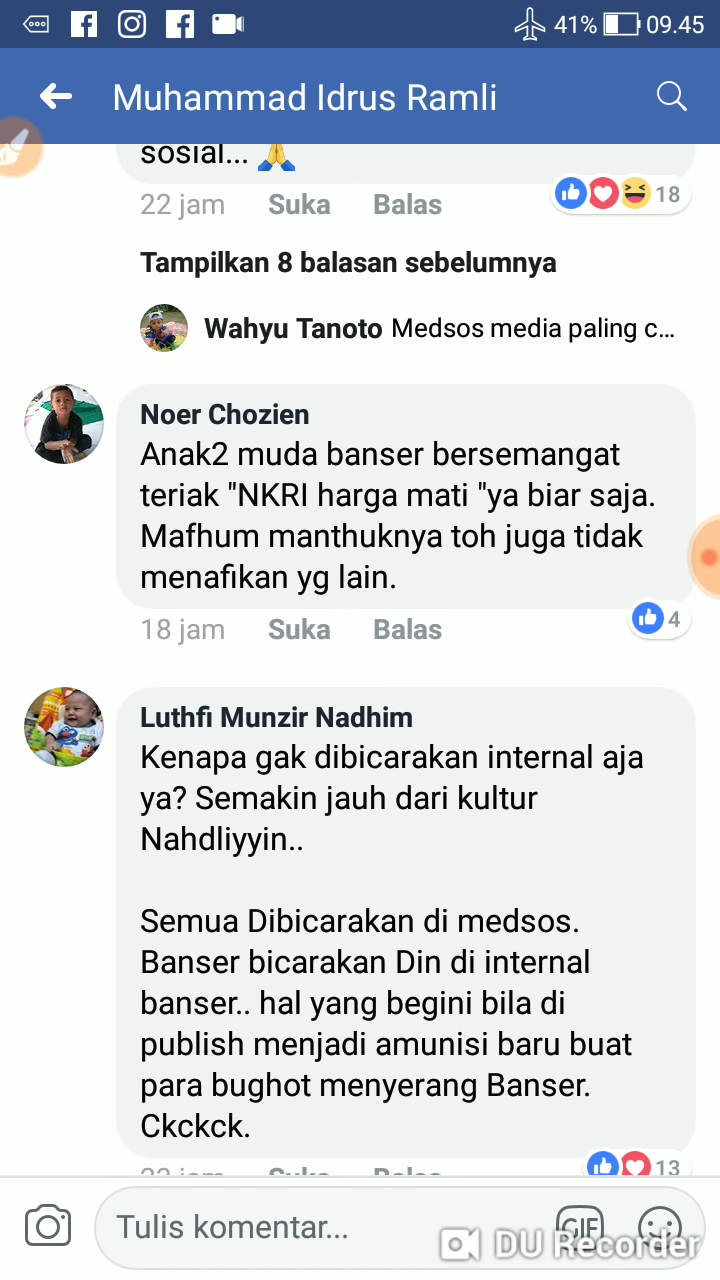 41% 09.45
Muhammad Idrus Ramli
sosial...
22 jam Suka Balas 18
Tampilkan 8 balasan sebelumnya
Wahyu Tanoto Medsos media paling c...
Noer Chozien
Anak2 muda banser bersemangat
teriak "NKRI harga mati "ya biar saja.
Mafhum manthuknya toh juga tidak
menafikan yg lain.
18 jam Suka Balas 4
Luthfi Munzir Nadhim
Kenapa gak dibicarakan internal aja
ya? Semakin jauh dari kultur
Nahdliyyin..
Semua Dibicarakan di medsos.
Banser bicarakan Din di internal
banser.. hal yang begini bila di
publish menjadi amunisi baru buat
para bughot menyerang Banser.
Ckckck.
Suka Balas 13
Tulis komentar... GIF
DU Recorder